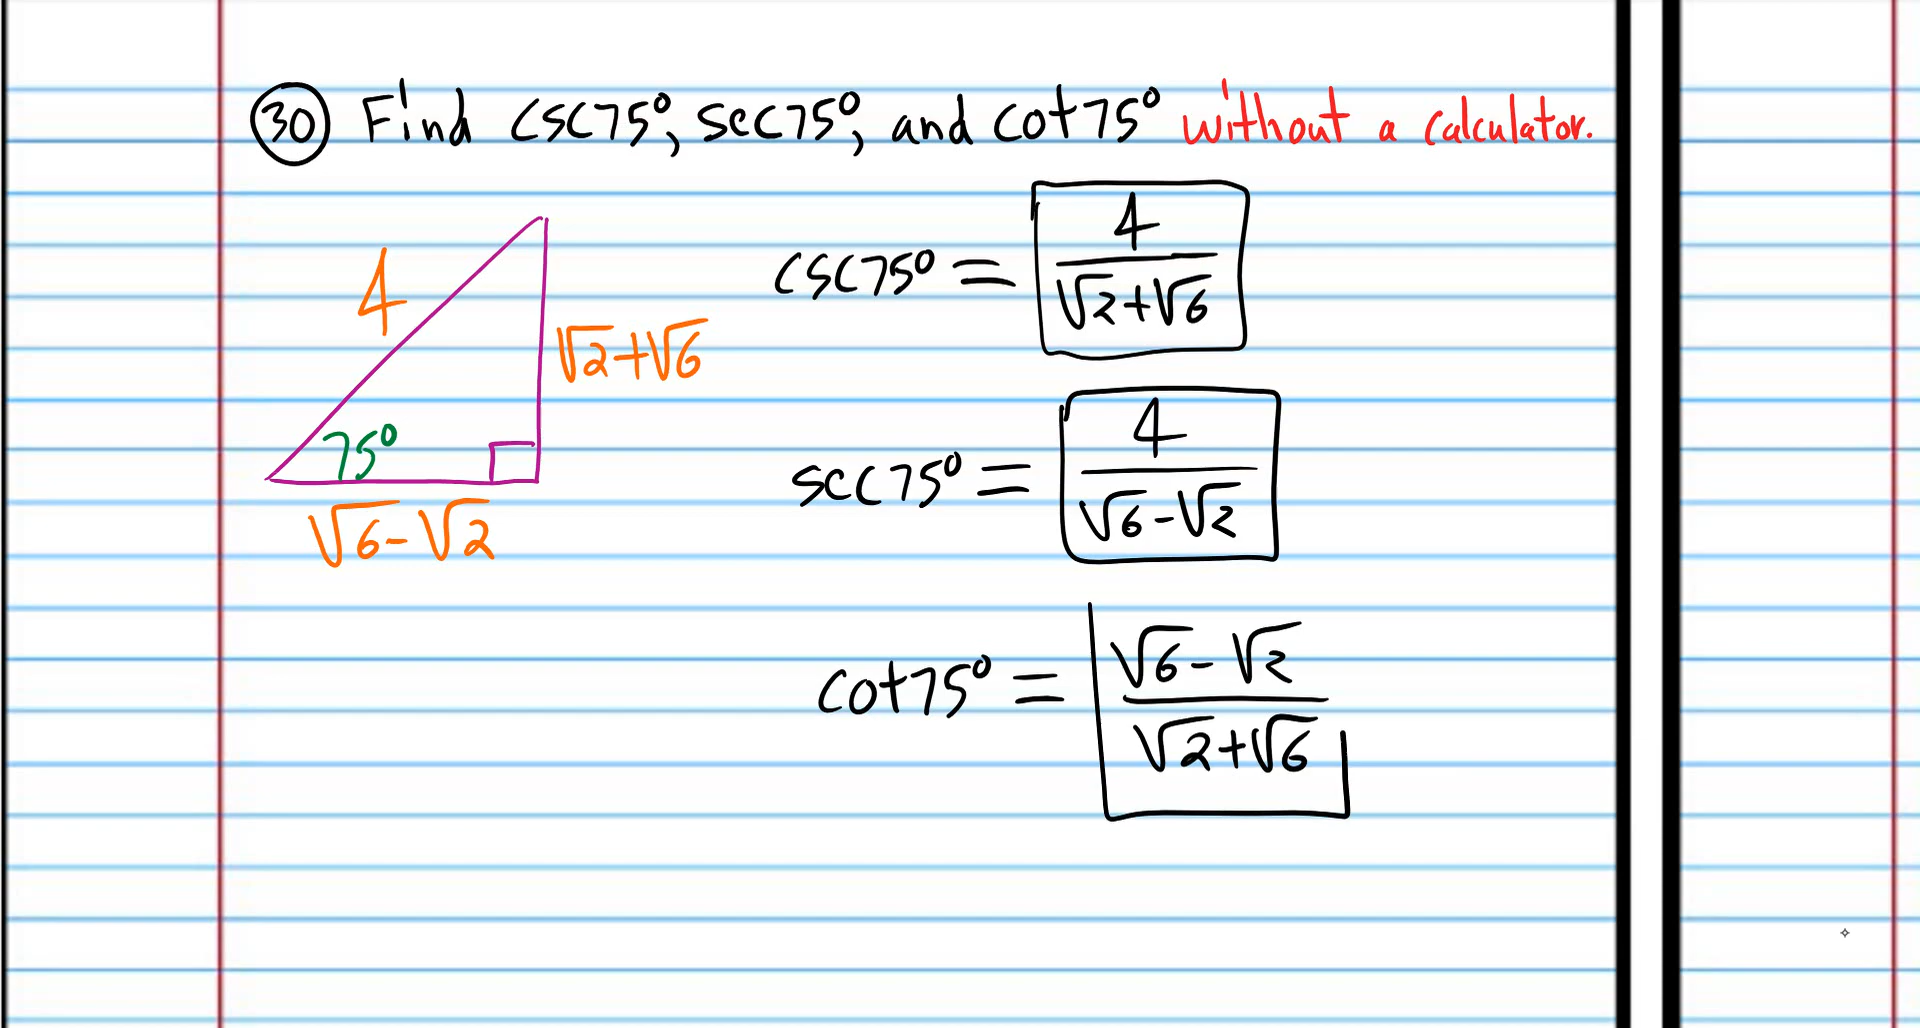 30 Find csc75°, sec75°, and cot75° without a calculator.
4
√2+√6
75°
√6-√2
csc75° = 4/(√2+√6)
sec75° = 4/(√6-√2)
cot75° = (√6-√2)/(√2+√6)